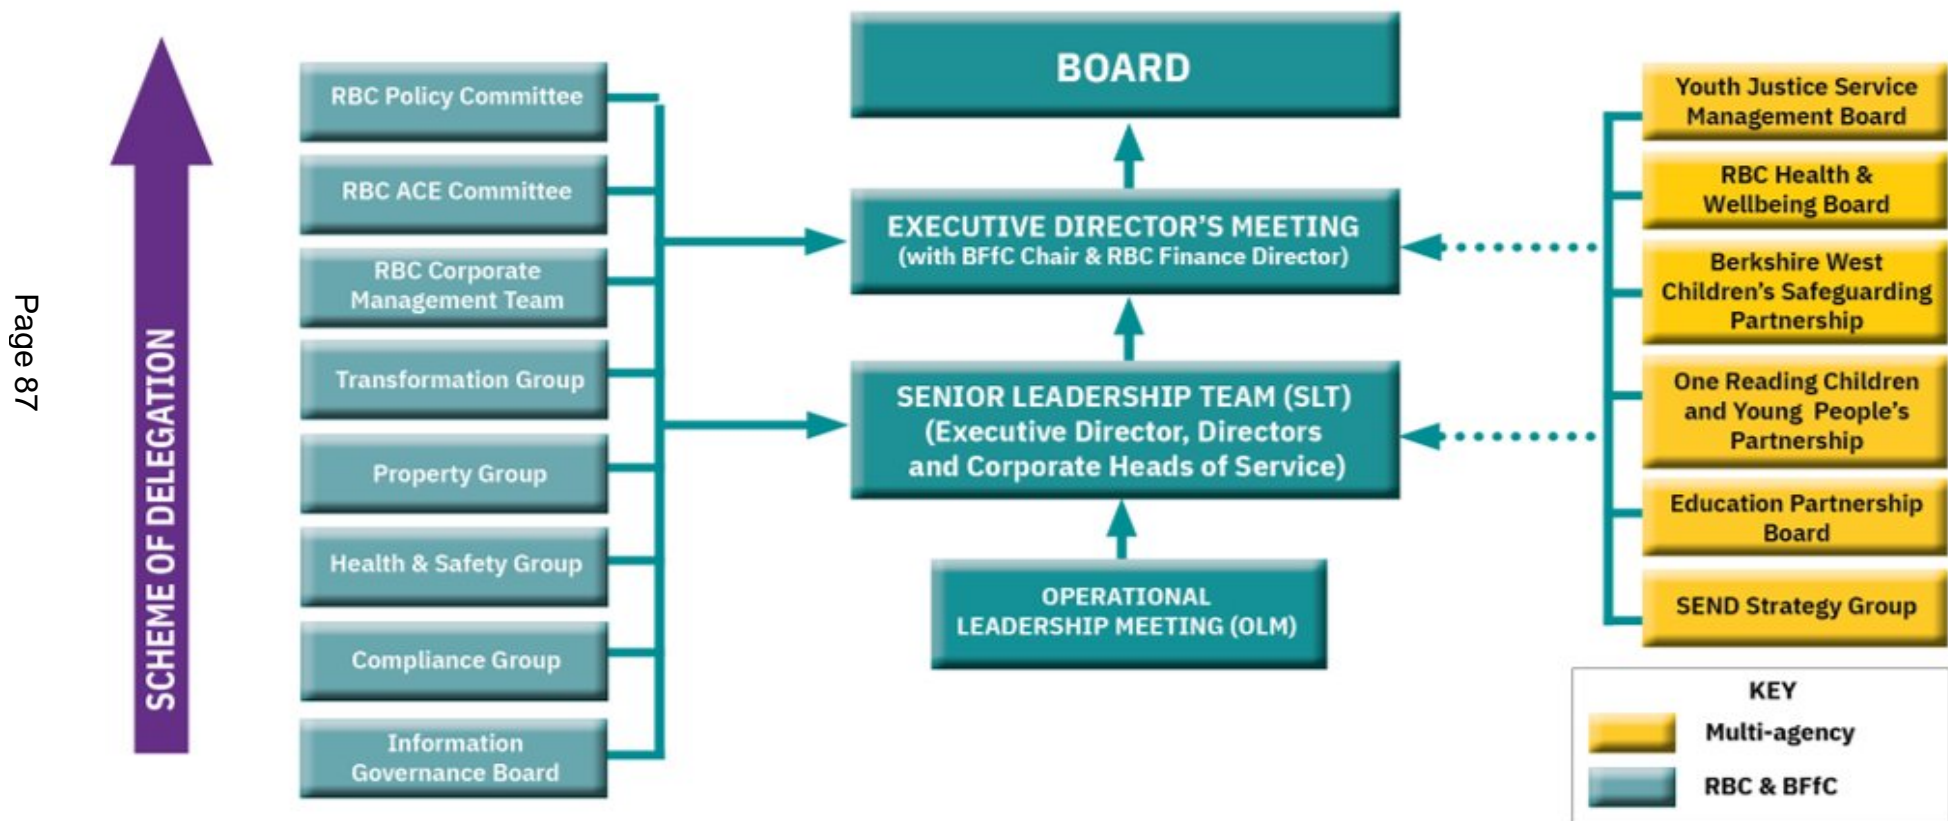 Page 87
SCHEME OF DELEGATION
RBC Policy Committee
RBC ACE Committee
RBC Corporate
Management Team
Transformation Group
Property Group
Health & Safety Group
Compliance Group
Information
Governance Board
BOARD
EXECUTIVE DIRECTOR'S MEETING
(with BFfC Chair & RBC Finance Director)
SENIOR LEADERSHIP TEAM (SLT)
(Executive Director, Directors
and Corporate Heads of Service)
OPERATIONAL
LEADERSHIP MEETING (OLM)
Youth Justice Service
Management Board
RBC Health &
Wellbeing Board
Berkshire West
Children's Safeguarding
Partnership
One Reading Children
and Young People's
Partnership
Education Partnership
Board
SEND Strategy Group
KEY
Multi-agency
RBC & BFfC